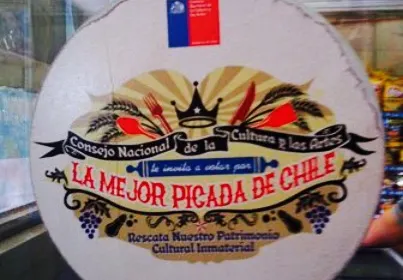 Consejo Nacional de la Cultura y las Artes
te invita a votar por
LA MEJOR PICADA DE CHILE
Rescata Nuestro Patrimonio
Cultural Inmaterial